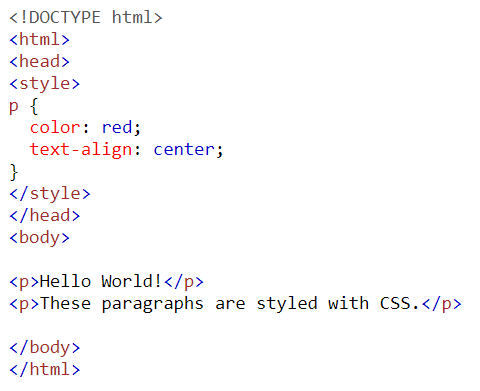 <!DOCTYPE html>
<html>
<head>
<style>
p {
  color: red;
  text-align: center;
}
</style>
</head>
<body>

<p>Hello World!</p>
<p>These paragraphs are styled with CSS.</p>

</body>
</html>